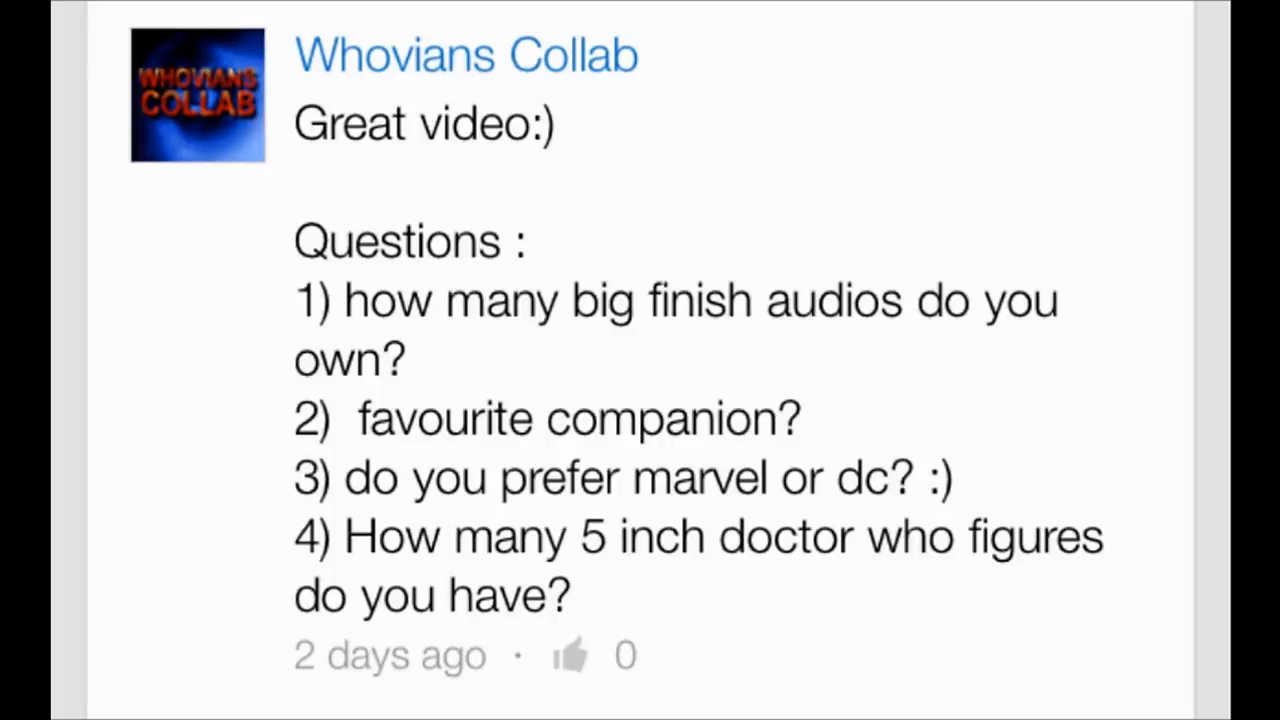 WHOVIANS
COLLAB
Whovians Collab
Great video:)
Questions :
1) how many big finish audios do you
own?
2)  favourite companion?
3) do you prefer marvel or dc? :)
4) How many 5 inch doctor who figures
do you have?
2 days ago · 0